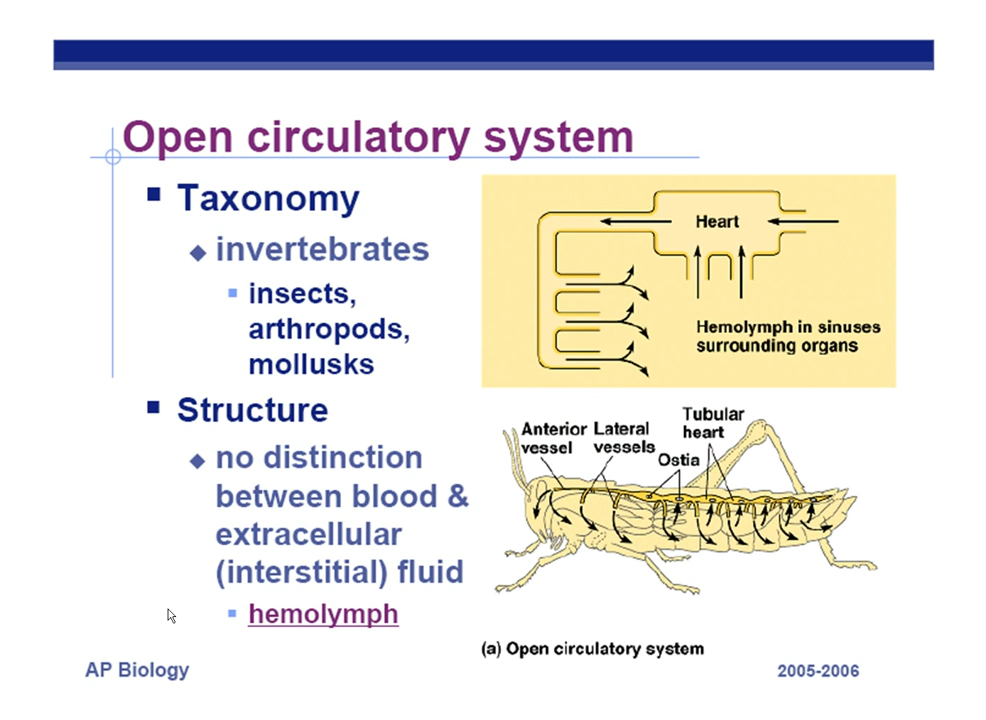 Open circulatory system
Taxonomy
invertebrates
insects,
arthropods,
mollusks
Structure
no distinction
between blood &
extracellular
(interstitial) fluid
hemolymph
Heart
Hemolymph in sinuses
surrounding organs
Anterior
vessel
Lateral
vessels
Ostia
Tubular
heart
(a) Open circulatory system
AP Biology
2005-2006